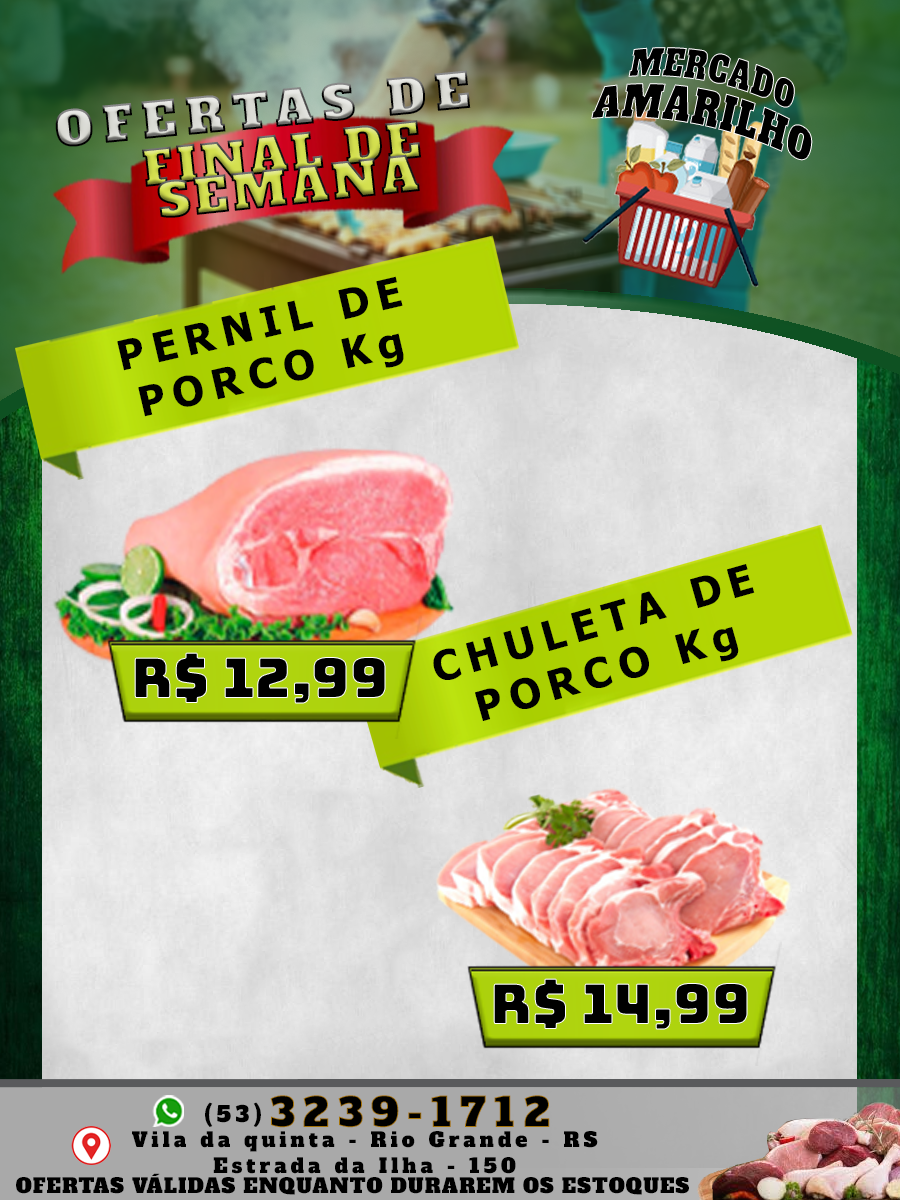 OFERTAS DE
FINAL DE
SEMANA
MERCADO
AMARILHO
PERNIL DE
PORCO Kg
R$ 12,99
CHULETA DE
PORCO Kg
R$ 14,99
(53) 3239-1712
Vila da quinta - Rio Grande - RS
Estrada da Ilha - 150
OFERTAS VÁLIDAS ENQUANTO DURAREM OS ESTOQUES